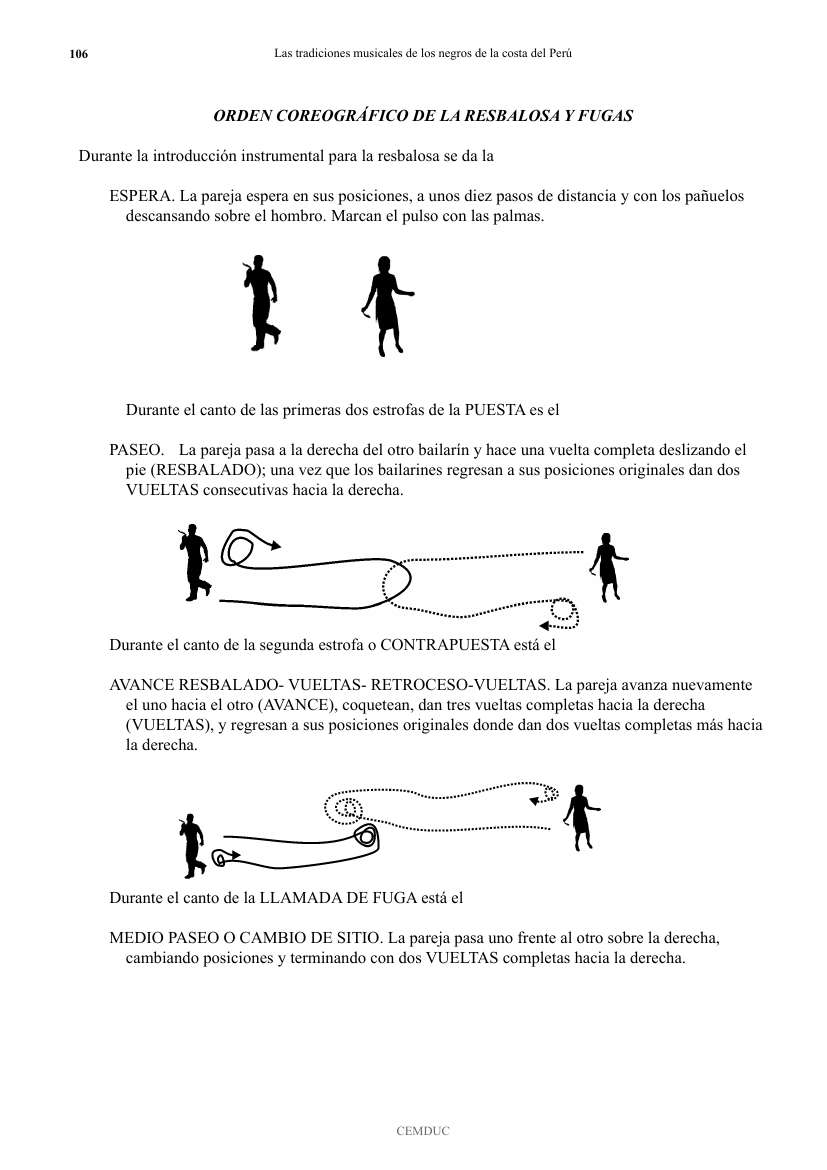 106
Las tradiciones musicales de los negros de la costa del Perú
ORDEN COREOGRÁFICO DE LA RESBALOSA Y FUGAS
Durante la introducción instrumental para la resbalosa se da la
ESPERA. La pareja espera en sus posiciones, a unos diez pasos de distancia y con los pañuelos
descansando sobre el hombro. Marcan el pulso con las palmas.
Durante el canto de las primeras dos estrofas de la PUESTA es el
PASEO. La pareja pasa a la derecha del otro bailarín y hace una vuelta completa deslizando el
pie (RESBALADO); una vez que los bailarines regresan a sus posiciones originales dan dos
VUELTAS consecutivas hacia la derecha.
Durante el canto de la segunda estrofa o CONTRAPUESTA está el
AVANCE RESBALADO- VUELTAS- RETROCESO-VUELTAS. La pareja avanza nuevamente
el uno hacia el otro (AVANCE), coquetean, dan tres vueltas completas hacia la derecha
(VUELTAS), y regresan a sus posiciones originales donde dan dos vueltas completas más hacia
la derecha.
Durante el canto de la LLAMADA DE FUGA está el
MEDIO PASEO O CAMBIO DE SITIO. La pareja pasa uno frente al otro sobre la derecha,
cambiando posiciones y terminando con dos VUELTAS completas hacia la derecha.
CEMDUC